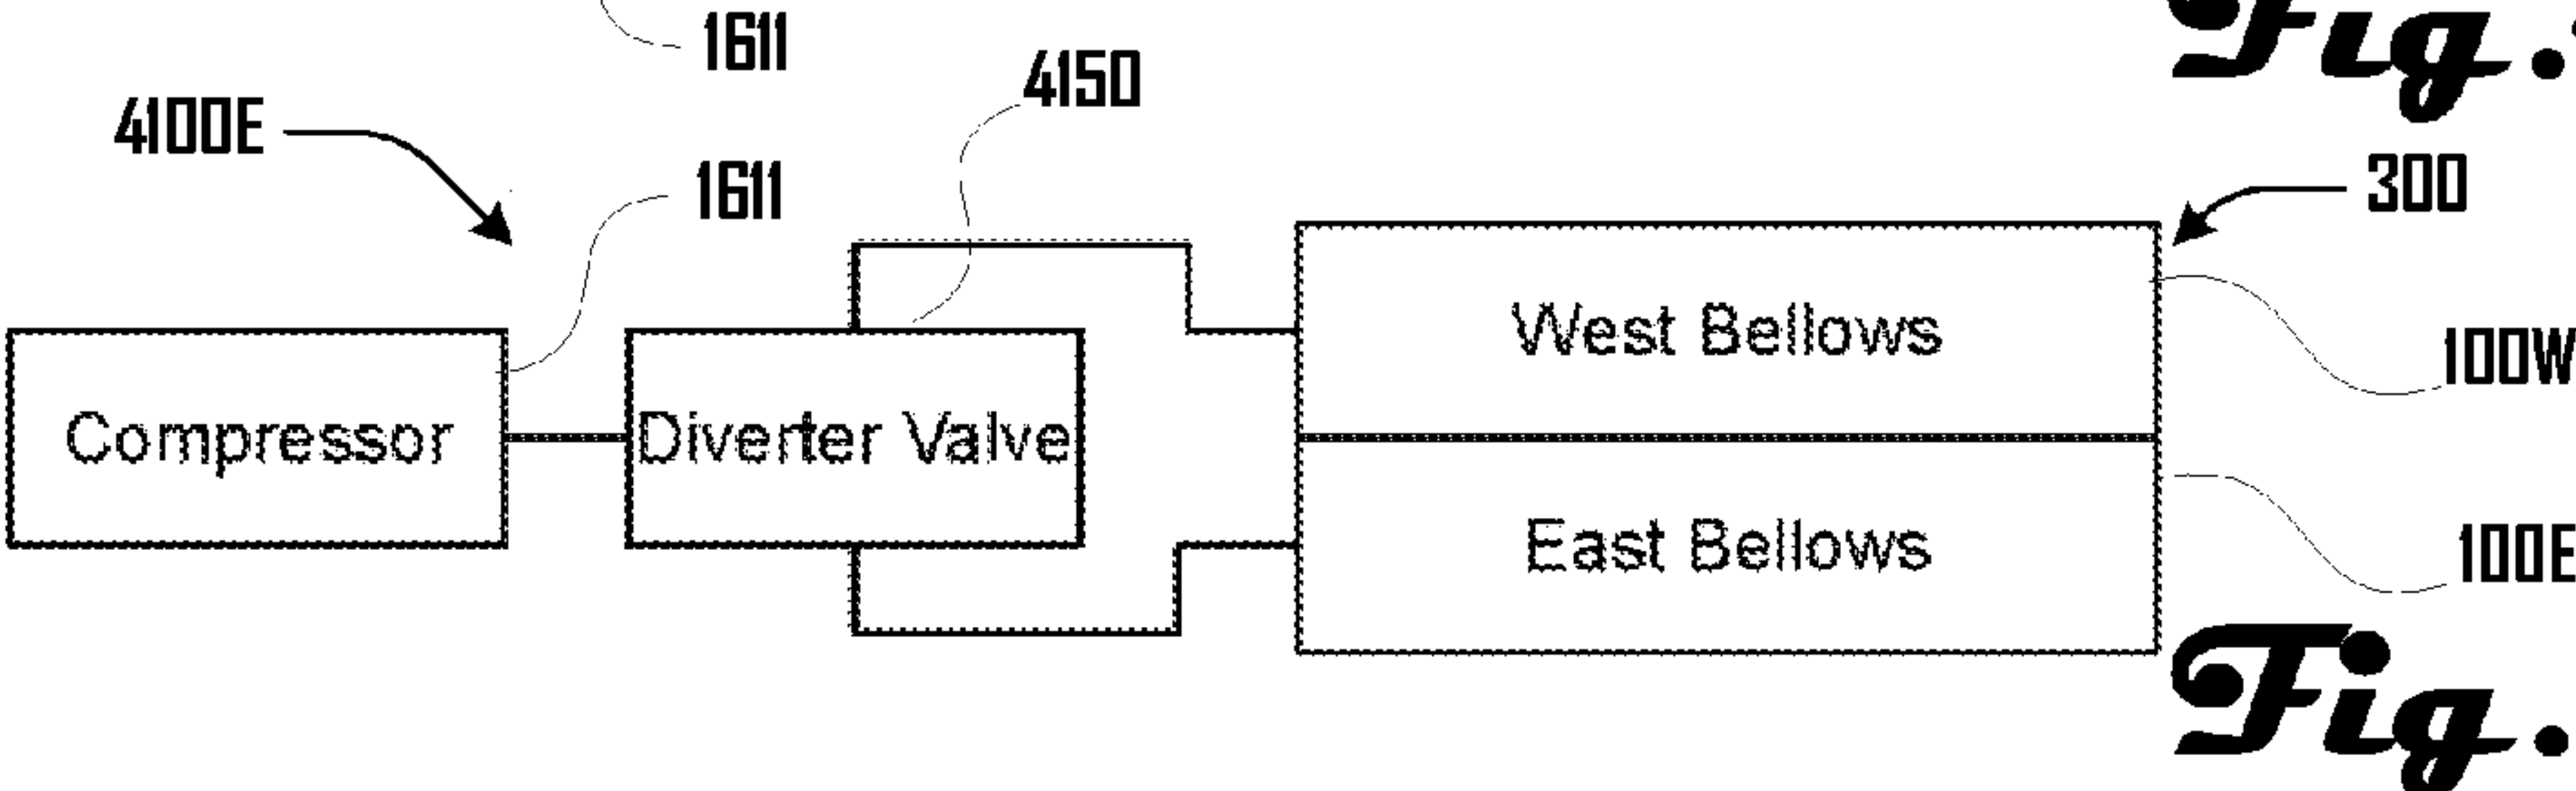 Fig.
1611
4150
4100E
1611
300
West Bellows
100W
Compressor
Diverter Valve
East Bellows
100E
Fig.